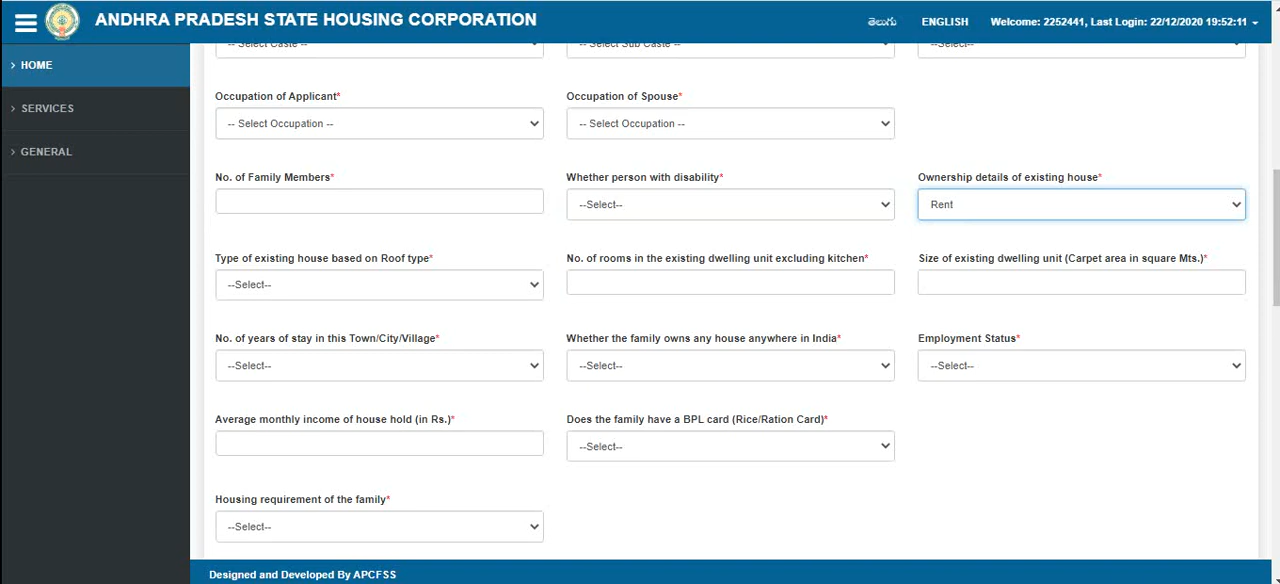 ANDHRA PRADESH STATE HOUSING CORPORATION
తెలుగు ENGLISH Welcome: 2252441, Last Login: 22/12/2020 19:52:11
HOME
SERVICES
GENERAL
-- Select Caste -- -- Select Sub Caste -- --Select--
Occupation of Applicant* Occupation of Spouse*
-- Select Occupation -- -- Select Occupation --
No. of Family Members* Whether person with disability* Ownership details of existing house*
--Select-- Rent
Type of existing house based on Roof type* No. of rooms in the existing dwelling unit excluding kitchen* Size of existing dwelling unit (Carpet area in square Mts.)*
--Select--
No. of years of stay in this Town/City/Village* Whether the family owns any house anywhere in India* Employment Status*
--Select-- --Select-- --Select--
Average monthly income of house hold (in Rs.)* Does the family have a BPL card (Rice/Ration Card)*
--Select--
Housing requirement of the family*
--Select--
Designed and Developed By APCFSS